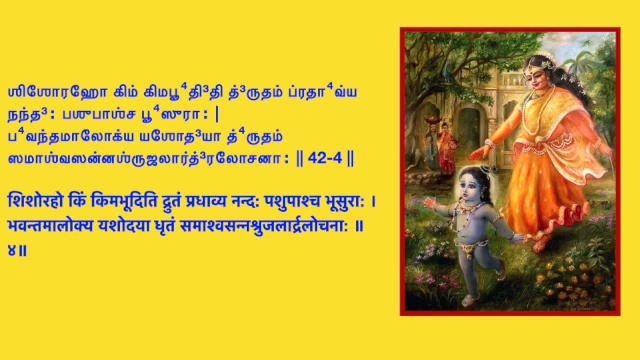 ஶிஶோரஹோ கிம் கிமபூ⁴தி³தி த்³ருதம் ப்ரதா⁴வ்ய
நந்த³: பஶுபாஶ்ச பூ⁴ஸுரா: |
ப⁴வந்தமாலோக்ய யஶோத³யா த்⁴ருதம்
ஸமாஶ்வஸன்னஶ்ருஜலார்த்³ரலோசனா: || 42-4 ||
शिशोरहो किं किमभूदिति द्रुतं प्रधाव्य नन्द: पशुपाश्च भूसुरा: ।
भवन्तमालोक्य यशोदया धृतं समाश्वसन्नश्रुजलार्द्रलोचना: ॥
४॥